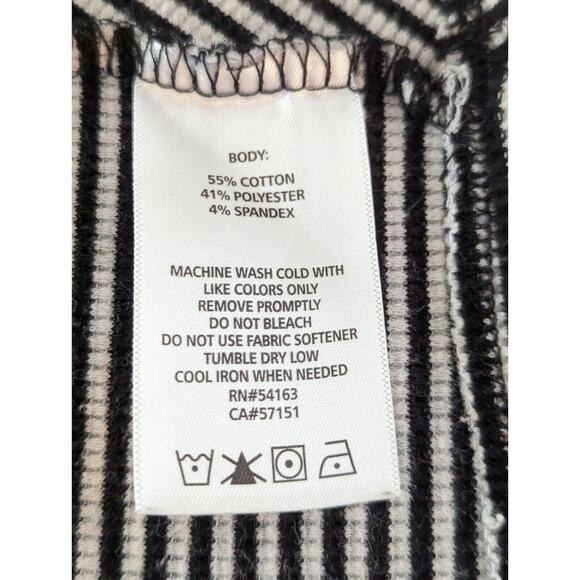 BODY:
55% COTTON
41% POLYESTER
4% SPANDEX
MACHINE WASH COLD WITH
LIKE COLORS ONLY
REMOVE PROMPTLY
DO NOT BLEACH
DO NOT USE FABRIC SOFTENER
TUMBLE DRY LOW
COOL IRON WHEN NEEDED
RN#54163
CA#57151